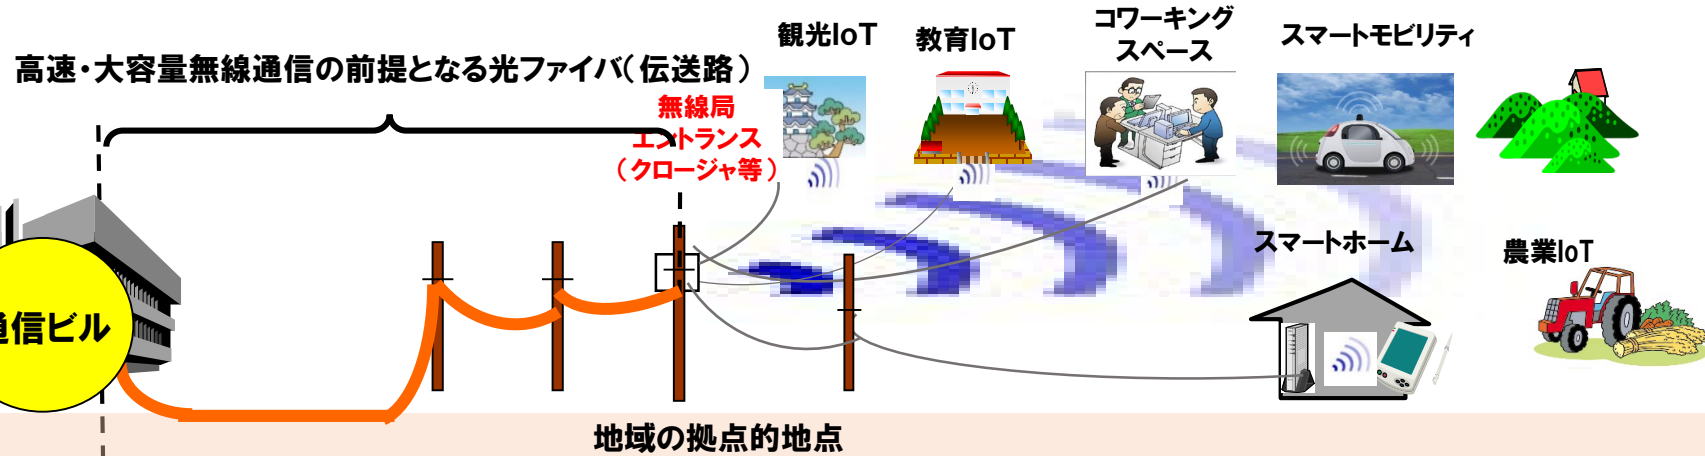 高速・大容量無線通信の前提となる光ファイバ(伝送路)
無線局
エントランス
(クロージャ等)
観光IoT
教育IoT
コワーキング
スペース
スマートモビリティ
スマートホーム
農業IoT
通信ビル
地域の拠点的地点